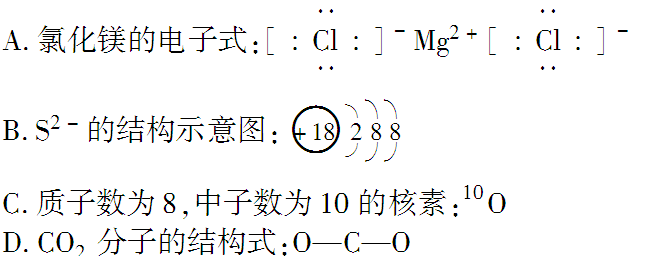 A. 氯化镁的电子式:[ : C̤̈l : ]⁻ Mg²⁺ [ : C̤̈l : ]⁻
B. S²⁻ 的结构示意图: +18 2 8 8
C. 质子数为 8,中子数为 10 的核素:¹⁰O
D. CO₂ 分子的结构式:O—C—O